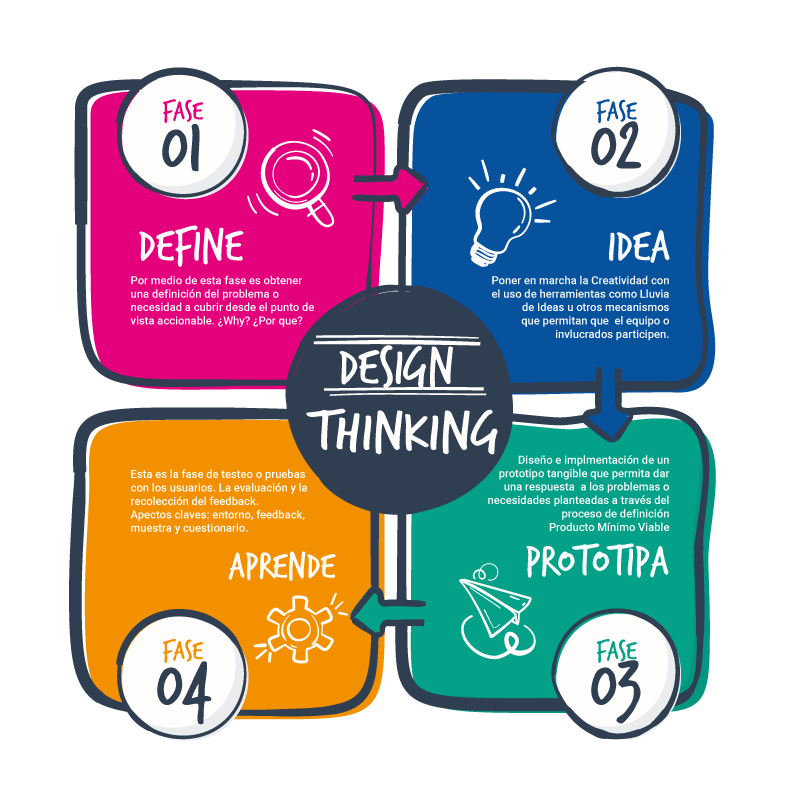 FASE
01
DEFINE
Por medio de esta fase es obtener
una definición del problema o
necesidad a cubrir desde el punto de
vista accionable. ¿Why? ¿Por que?
FASE
02
IDEA
Poner en marcha la Creatividad con
el uso de herramientas como Lluvia
de Ideas u otros mecanismos
que permitan que el equipo o
invlucrados participen.
DESIGN
THINKING
Diseño e implmentación de un
prototipo tangible que permita dar
una respuesta a los problemas o
necesidades planteadas a través del
proceso de definición
Producto Mínimo Viable
PROTOTIPA
FASE
03
Esta es la fase de testeo o pruebas
con los usuarios. La evaluación y la
recolección del feedback.
Apectos claves: entorno, feedback,
muestra y cuestionario.
APRENDE
FASE
04